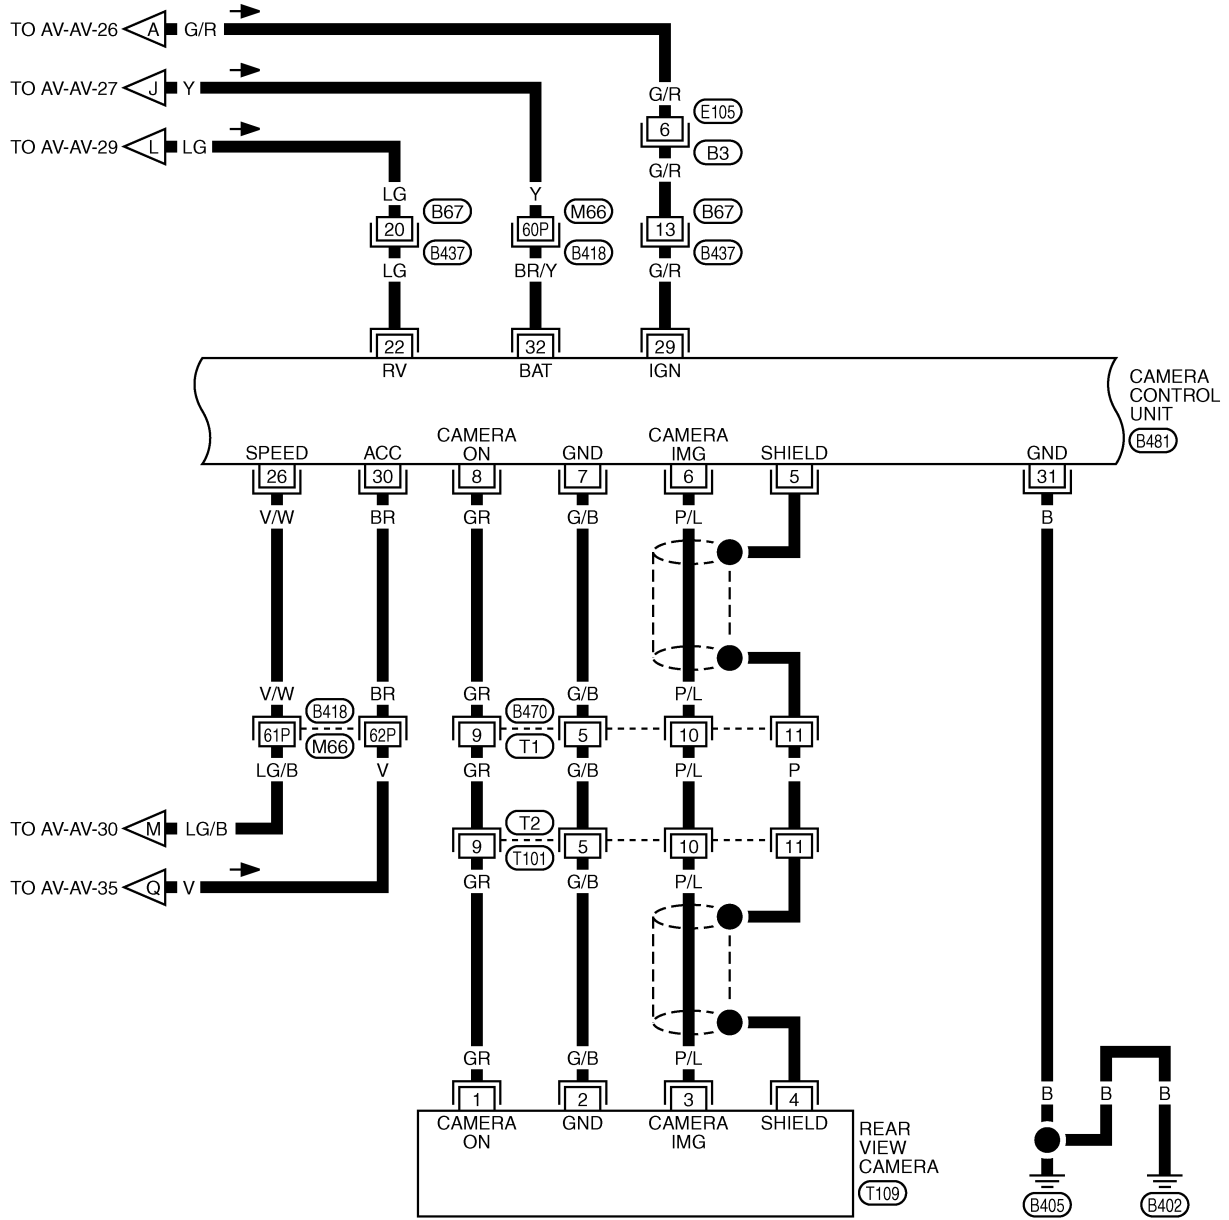 TO AV-AV-26 A G/R
TO AV-AV-27 J Y
G/R
E105
6
TO AV-AV-29 L LG
B3
G/R
LG Y
20 B67 60P M66 13 B67
B437 B418 B437
LG BR/Y G/R
22 32 29
RV BAT IGN
CAMERA
CONTROL
UNIT
B481
CAMERA CAMERA
SPEED ACC ON GND IMG SHIELD GND
26 30 8 7 6 5 31
V/W BR GR G/B P/L B
V/W BR GR G/B P/L
B418 B470
61P 62P 9 5 10 11
M66 T1
LG/B V GR G/B P/L P
TO AV-AV-30 M LG/B
T2
9 5 10 11
T101
TO AV-AV-35 Q V
GR G/B P/L
GR G/B P/L
1 2 3 4
B B B
CAMERA GND CAMERA SHIELD
ON IMG
REAR
VIEW
CAMERA
T109
B405 B402